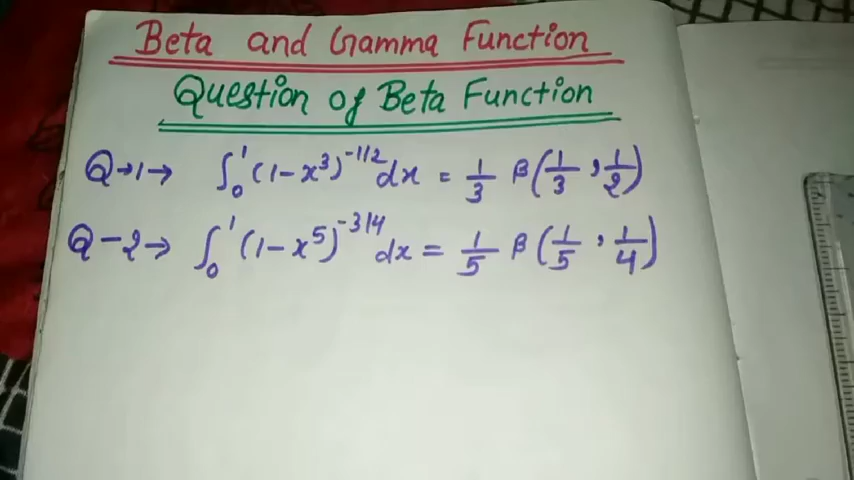 Beta and Gamma Function
Question of Beta Function
Q→1→ ∫₀¹ (1-x³)^-1/2 dx = 1/3 β(1/3 , 1/2)
Q-2→ ∫₀¹ (1-x⁵)^-3/4 dx = 1/5 β(1/5 , 1/4)